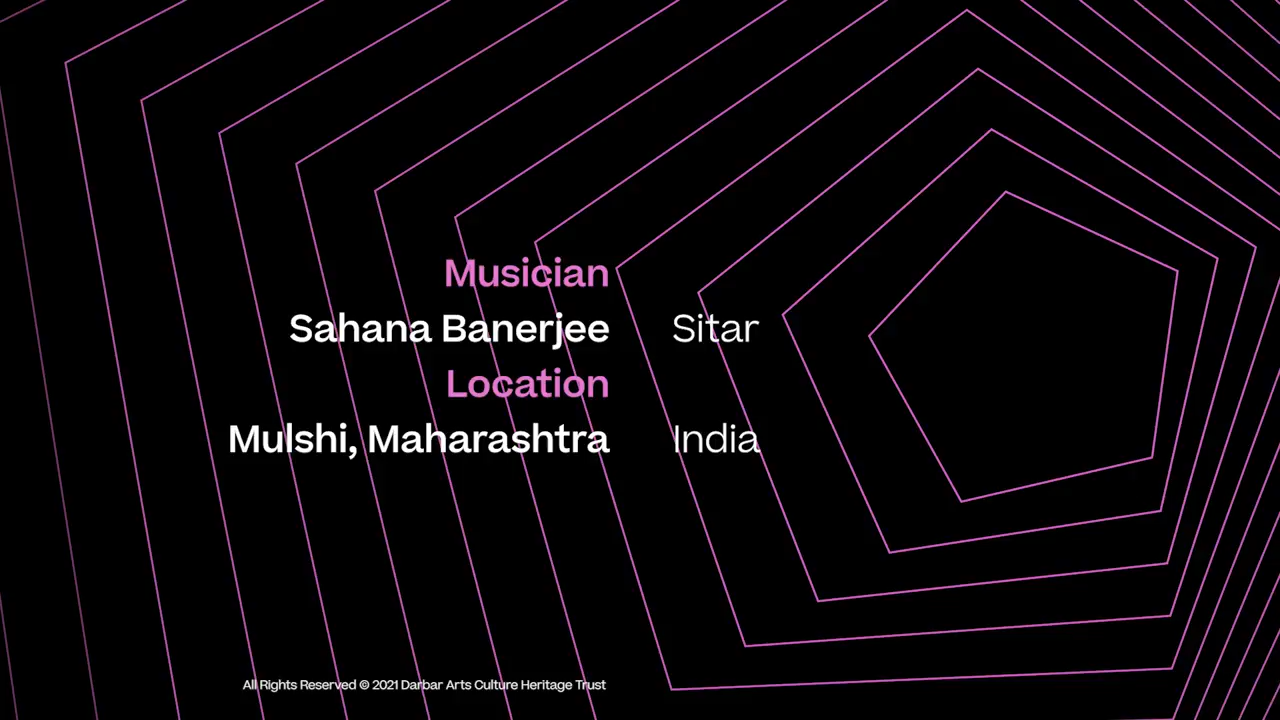 Musician
Sahana Banerjee Sitar
Location
Mulshi, Maharashtra India
All Rights Reserved © 2021 Darbar Arts Culture Heritage Trust